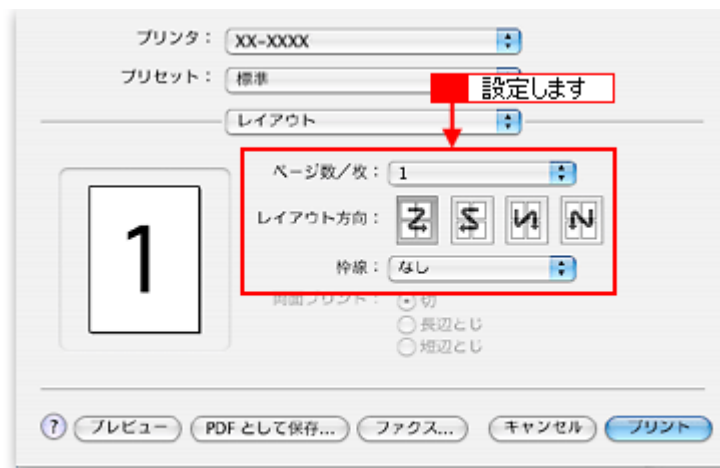 プリンタ： XX-XXXX
プリセット： 標準
設定します
レイアウト
ページ数／枚： 1
レイアウト方向：
1
枠線： なし
両面プリント： 切
長辺とじ
短辺とじ
? プレビュー PDF として保存... ファクス... キャンセル プリント